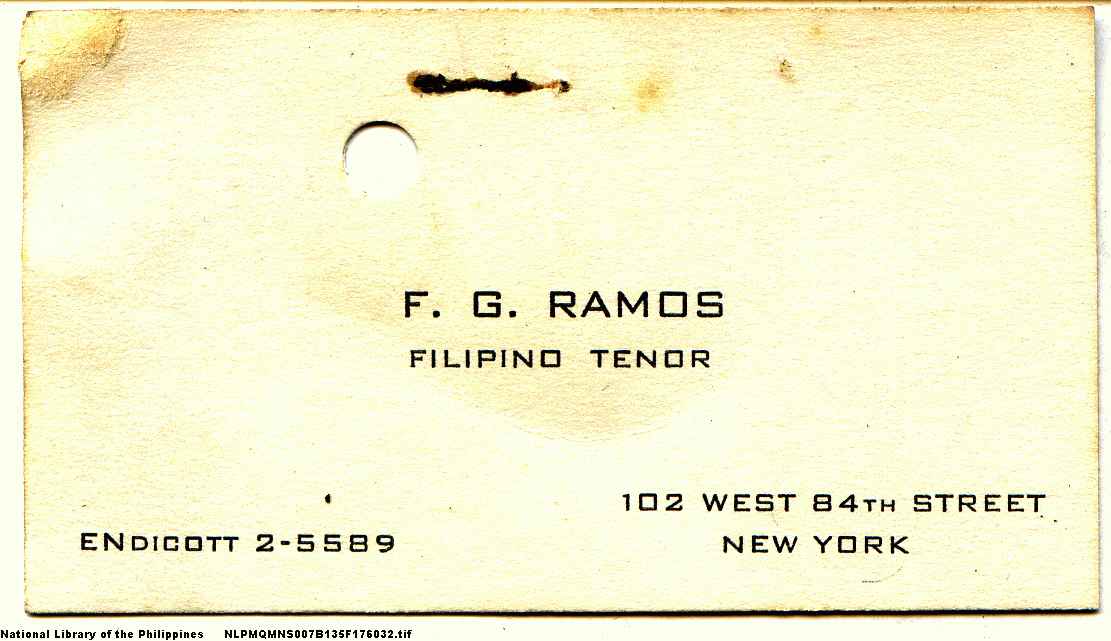 F. G. RAMOS
FILIPINO TENOR
102 WEST 84TH STREET
ENDICOTT 2-5589
NEW YORK
National Library of the Philippines NLPMQMNS007B135F176032.tif